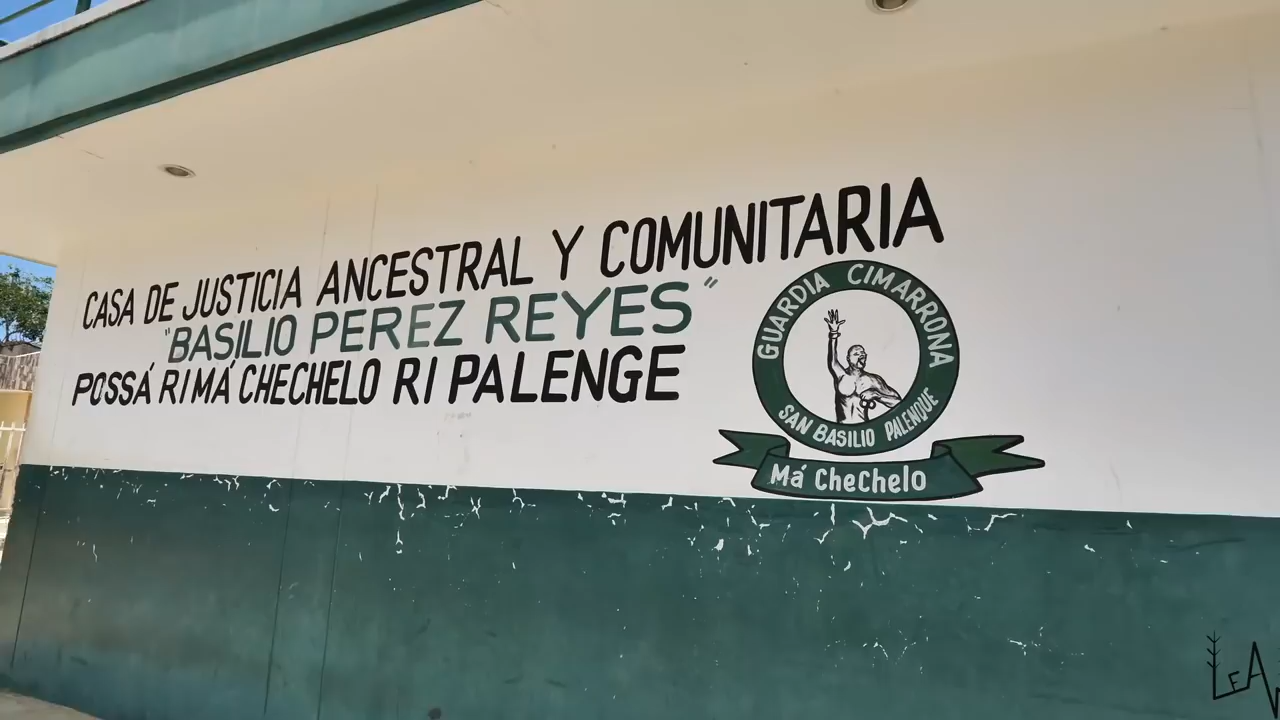 CASA DE JUSTICIA ANCESTRAL Y COMUNITARIA
"BASILIO PEREZ REYES"
POSSÁ RI MÁ CHECHELO RI PALENGE
GUARDIA CIMARRONA
SAN BASILIO PALENQUE
Má CheChelo